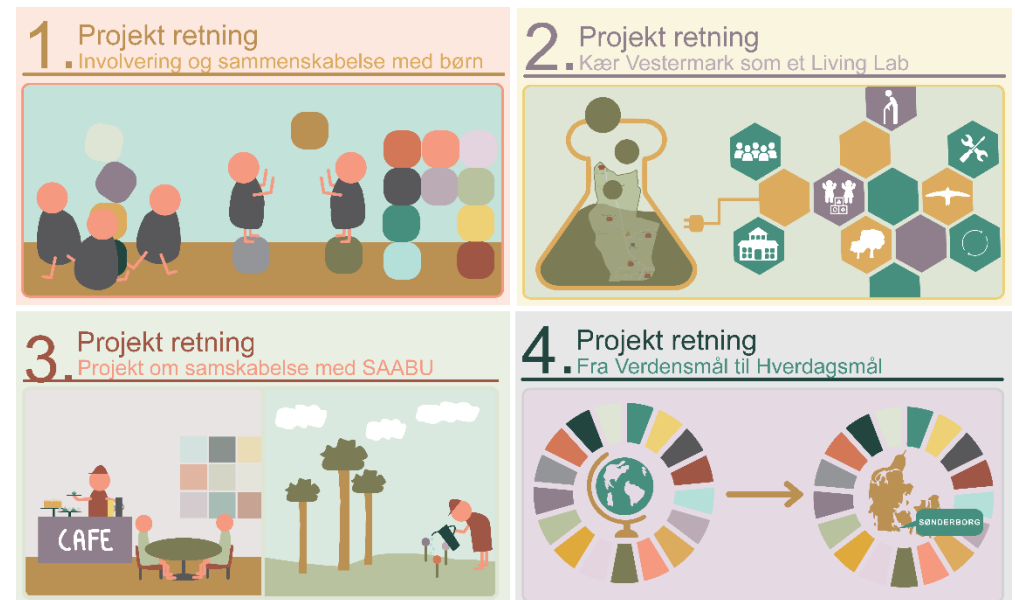 1. Projekt retning
Involvering og sammenskabelse med børn
2. Projekt retning
Kær Vestermark som et Living Lab
3. Projekt retning
Projekt om samskabelse med SAABU
CAFE
4. Projekt retning
Fra Verdensmål til Hverdagsmål
SØNDERBORG